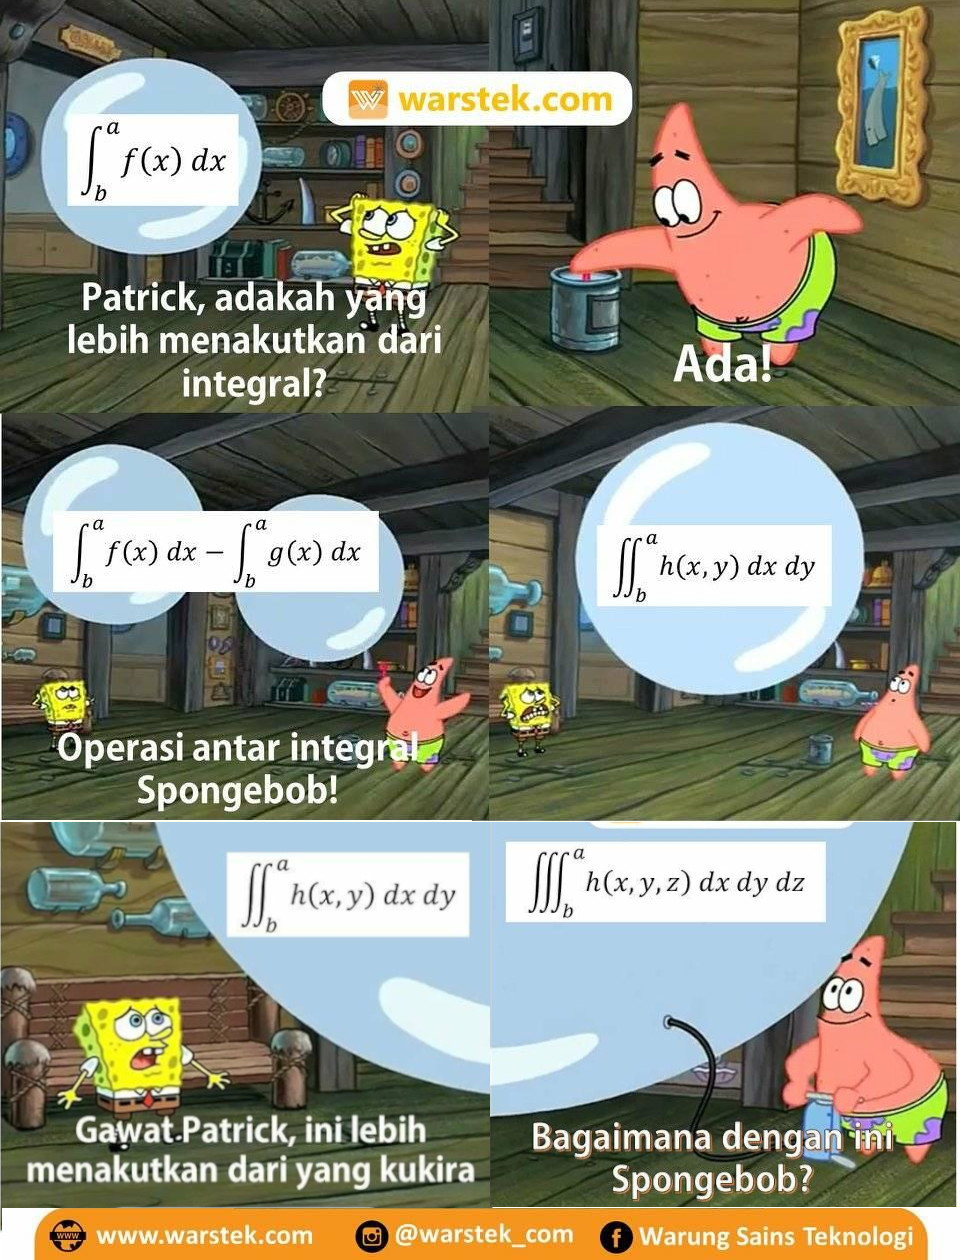 warstek.com
∫_b^a f(x) dx
Patrick, adakah yang
lebih menakutkan dari
integral?
Ada!
∫_b^a f(x) dx − ∫_b^a g(x) dx
Operasi antar integral
Spongebob!
∬_b^a h(x, y) dx dy
∬_b^a h(x, y) dx dy
Gawat Patrick, ini lebih
menakutkan dari yang kukira
∭_b^a h(x, y, z) dx dy dz
Bagaimana dengan ini
Spongebob?
www.warstek.com @warstek_com Warung Sains Teknologi